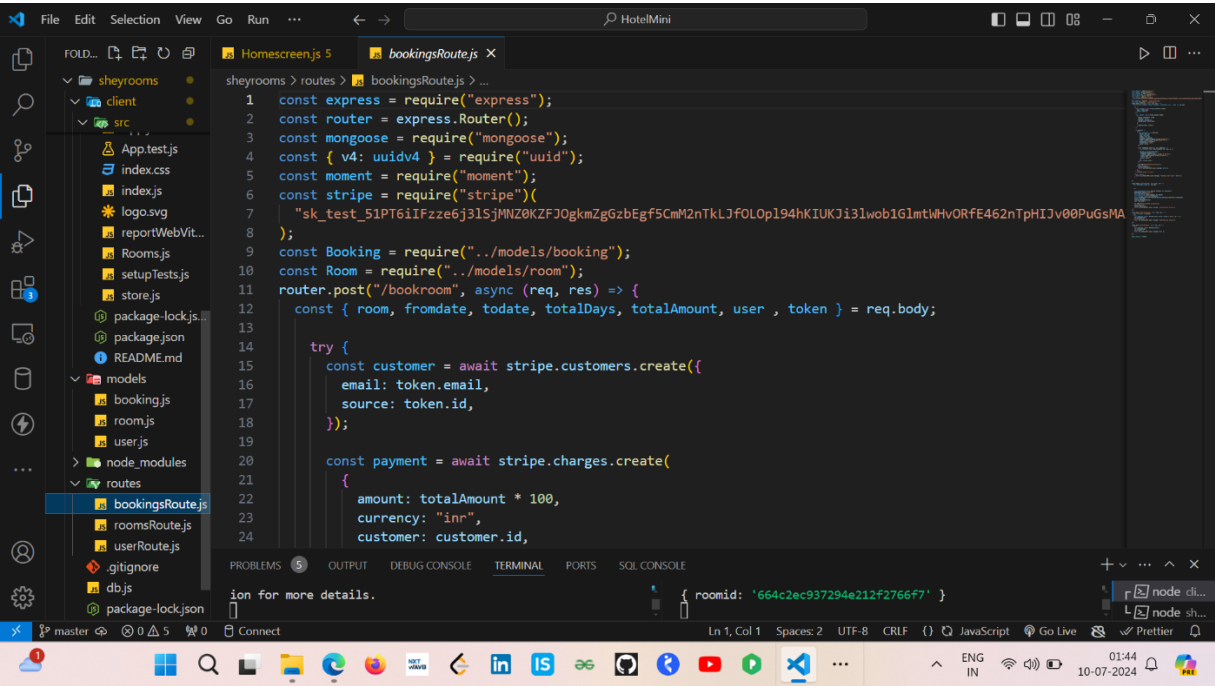 File Edit Selection View Go Run ··· HotelMini
FOLD...
sheyrooms
client
src
App.test.js
index.css
index.js
logo.svg
reportWebVit...
Rooms.js
setupTests.js
store.js
package-lock.js...
package.json
README.md
models
booking.js
room.js
user.js
node_modules
routes
bookingsRoute.js
roomsRoute.js
userRoute.js
.gitignore
db.js
package-lock.json
3
Homescreen.js 5 bookingsRoute.js
sheyrooms > routes > bookingsRoute.js > ...
1 const express = require("express");
2 const router = express.Router();
3 const mongoose = require("mongoose");
4 const { v4: uuidv4 } = require("uuid");
5 const moment = require("moment");
6 const stripe = require("stripe")(
7 "sk_test_51PT6iIFzze6j3lSjMNZ0KZFJOgkmZgGzbEgf5CmM2nTkLJfOLOpl94hKIUKJi3lwob1GlmtWHvORfE462nTpHIJv00PuGsMA
8 );
9 const Booking = require("../models/booking");
10 const Room = require("../models/room");
11 router.post("/bookroom", async (req, res) => {
12 const { room, fromdate, todate, totalDays, totalAmount, user , token } = req.body;
13
14 try {
15 const customer = await stripe.customers.create({
16 email: token.email,
17 source: token.id,
18 });
19
20 const payment = await stripe.charges.create(
21 {
22 amount: totalAmount * 100,
23 currency: "inr",
24 customer: customer.id,
PROBLEMS 5 OUTPUT DEBUG CONSOLE TERMINAL PORTS SQL CONSOLE
ion for more details.
{ roomid: '664c2ec937294e212f2766f7' }
node cli...
node sh...
master 0 5 0 Connect Ln 1, Col 1 Spaces: 2 UTF-8 CRLF {} JavaScript Go Live Prettier
1 NXT WAVE in IS ENG 01:44
IN 10-07-2024 PRE